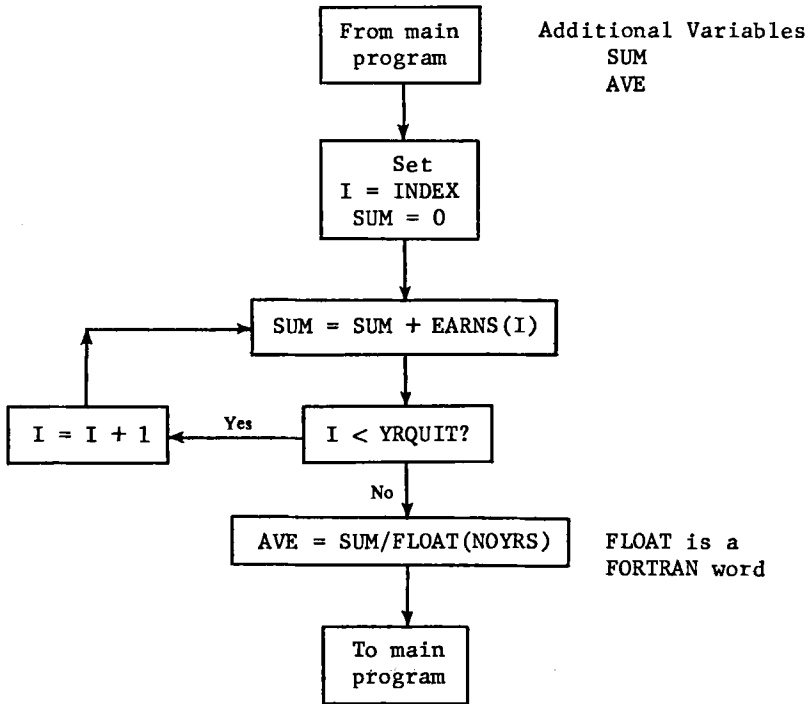 From main
program
Additional Variables
SUM
AVE
Set
I = INDEX
SUM = 0
SUM = SUM + EARNS(I)
I = I + 1
Yes
I < YRQUIT?
No
AVE = SUM/FLOAT(NOYRS)
FLOAT is a
FORTRAN word
To main
program